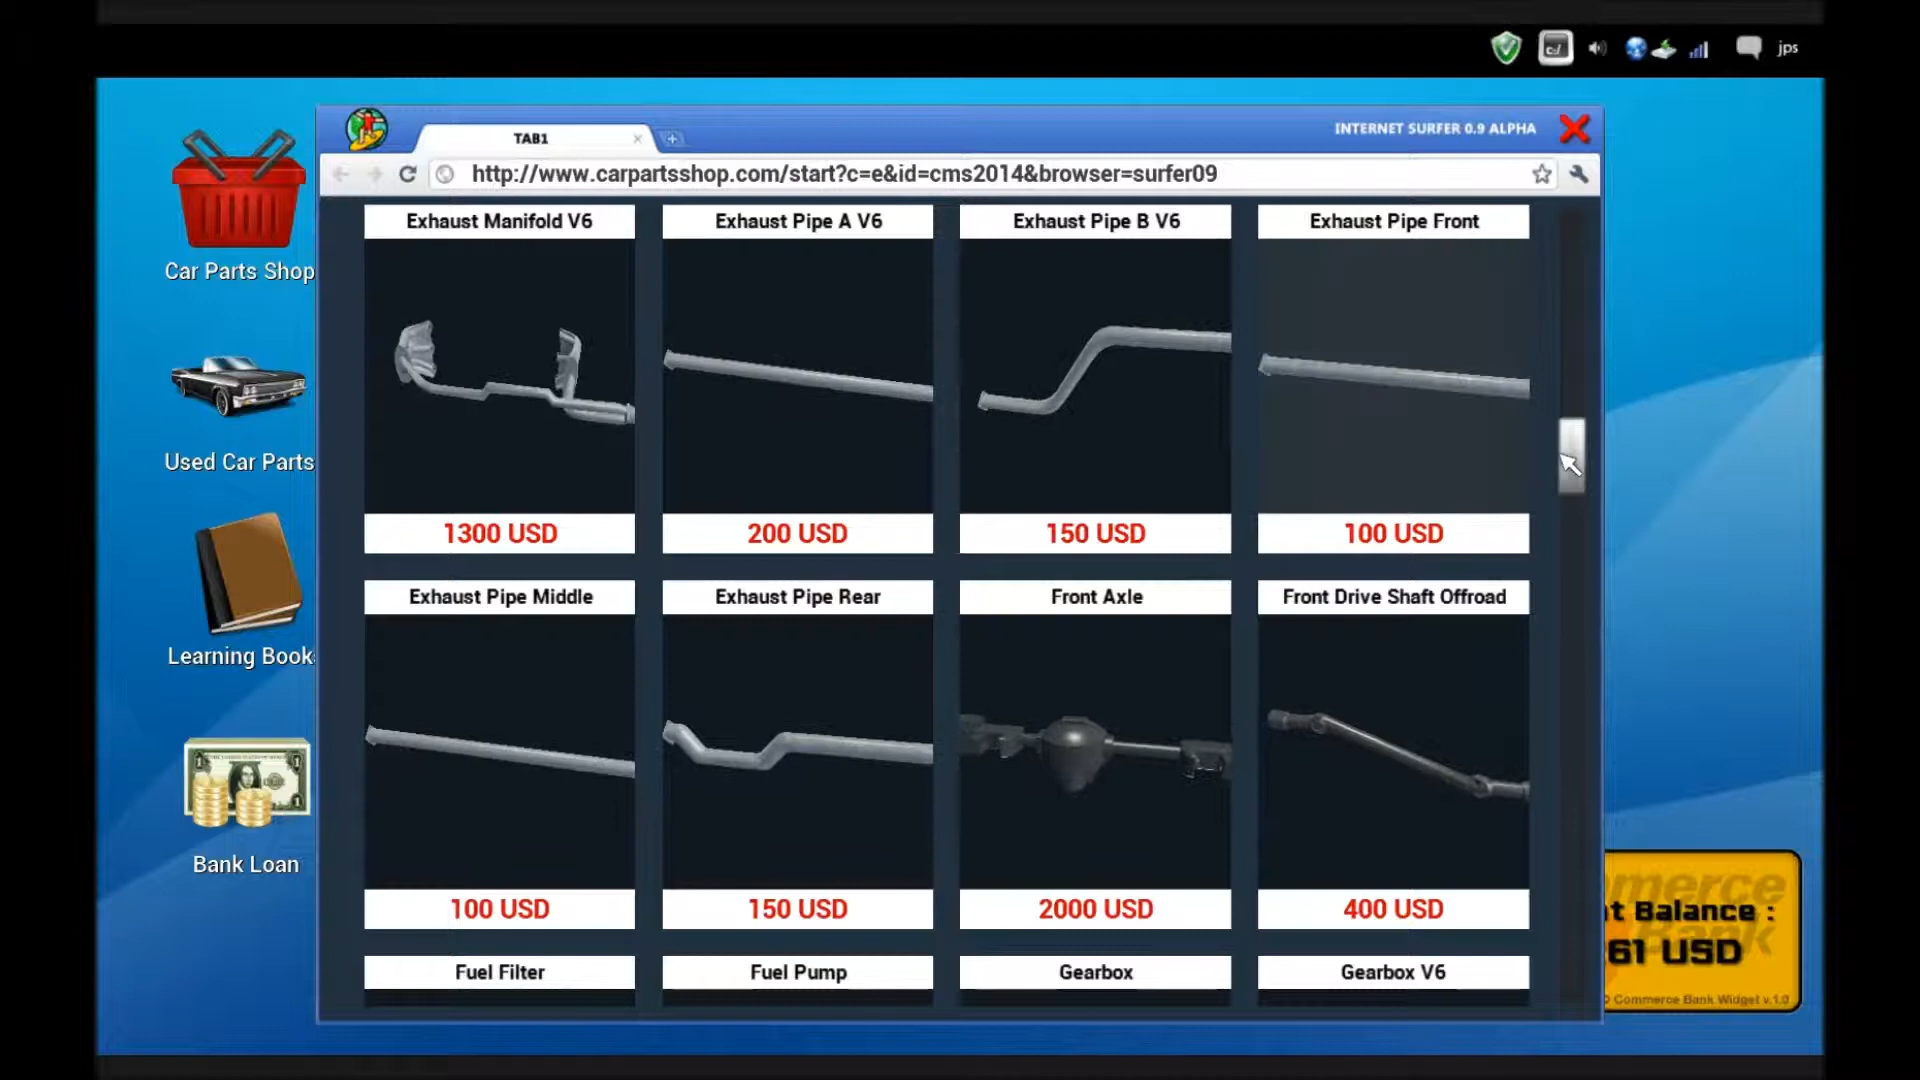 jps
TAB1
INTERNET SURFER 0.9 ALPHA
http://www.carpartsshop.com/start?c=e&id=cms2014&browser=surfer09
Car Parts Shop
Used Car Parts
Learning Book
Bank Loan
Exhaust Manifold V6
Exhaust Pipe A V6
Exhaust Pipe B V6
Exhaust Pipe Front
1300 USD
200 USD
150 USD
100 USD
Exhaust Pipe Middle
Exhaust Pipe Rear
Front Axle
Front Drive Shaft Offroad
100 USD
150 USD
2000 USD
400 USD
Fuel Filter
Fuel Pump
Gearbox
Gearbox V6
t Balance :
61 USD
Commerce Bank Widget v.1.0